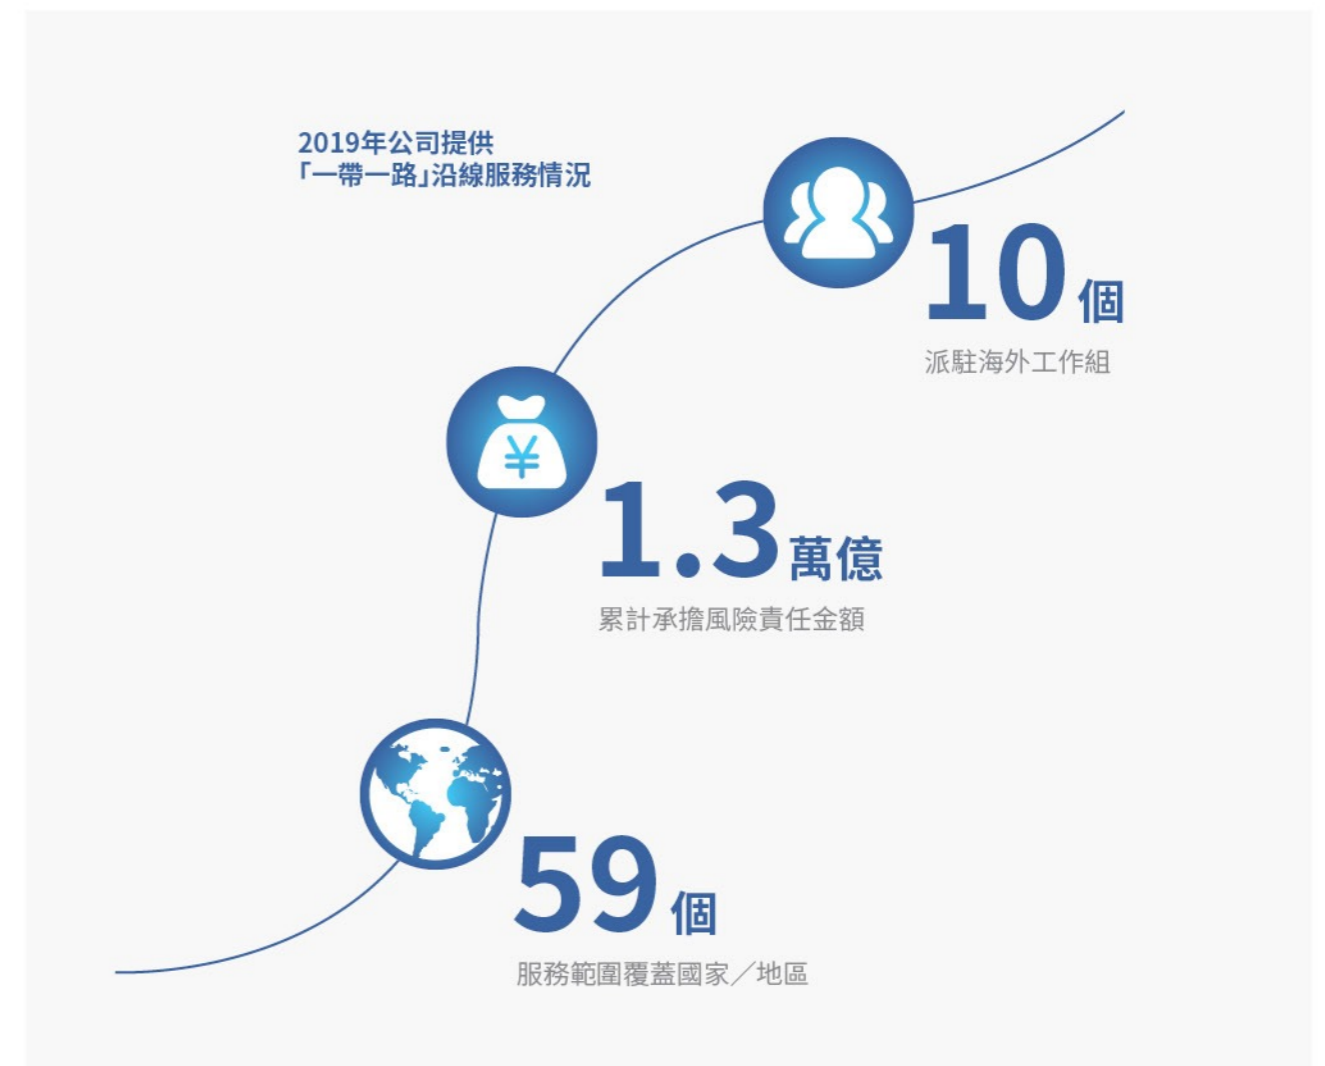 2019年公司提供
「一帶一路」沿線服務情況
10個
派駐海外工作組
¥
1.3萬億
累計承擔風險責任金額
59個
服務範圍覆蓋國家／地區